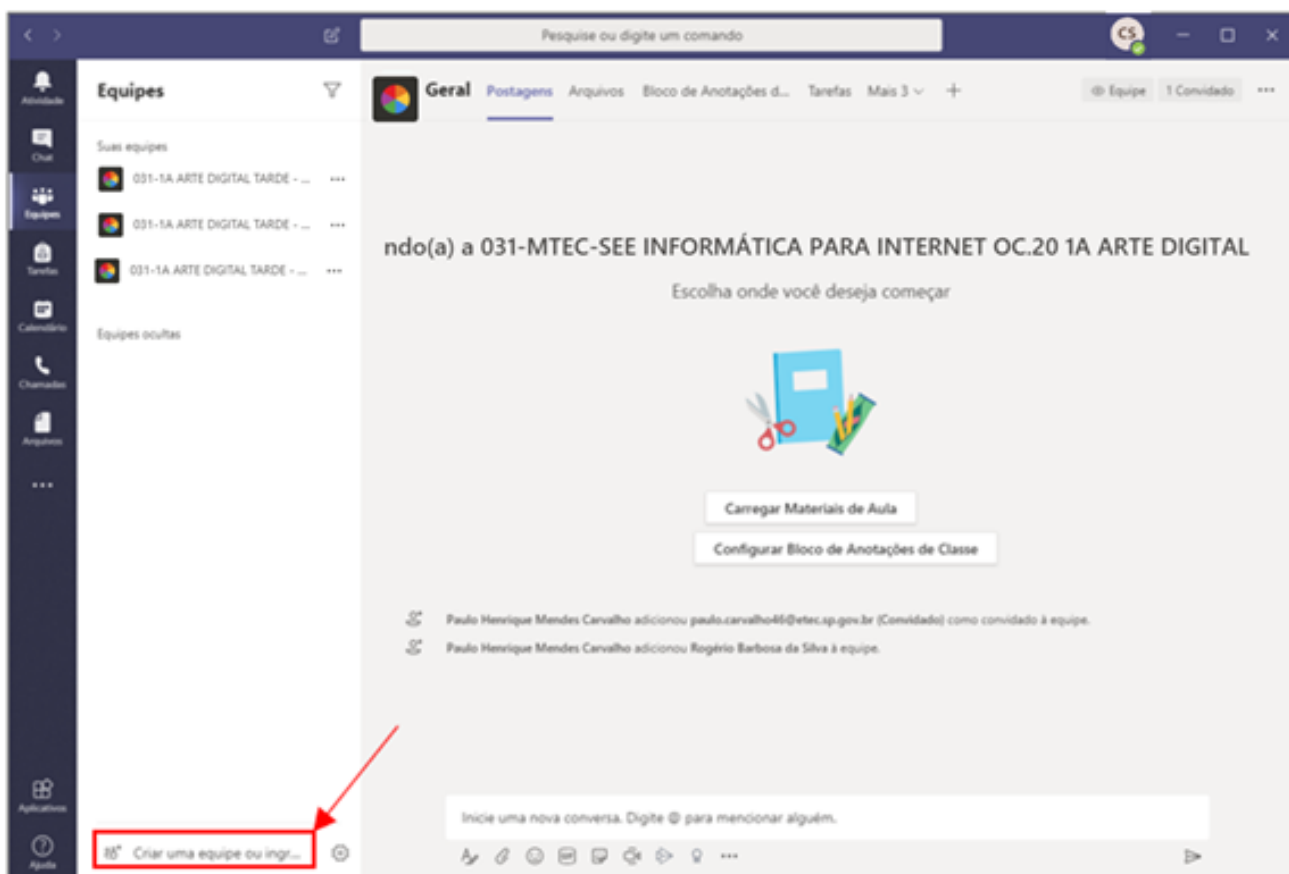 Pesquise ou digite um comando
CS
Atividade
Chat
Equipes
Tarefas
Calendário
Chamadas
Arquivos
Aplicativos
Ajuda
Equipes
Suas equipes
031-1A ARTE DIGITAL TARDE - ...
031-1A ARTE DIGITAL TARDE - ...
031-1A ARTE DIGITAL TARDE - ...
Equipes ocultas
Criar uma equipe ou ingr...
Geral Postagens Arquivos Bloco de Anotações d... Tarefas Mais 3 Equipe 1 Convidado
ndo(a) a 031-MTEC-SEE INFORMÁTICA PARA INTERNET OC.20 1A ARTE DIGITAL
Escolha onde você deseja começar
Carregar Materiais de Aula
Configurar Bloco de Anotações de Classe
Paulo Henrique Mendes Carvalho adicionou paulo.carvalho46@etec.sp.gov.br (Convidado) como convidado à equipe.
Paulo Henrique Mendes Carvalho adicionou Rogério Barbosa da Silva à equipe.
Inicie uma nova conversa. Digite @ para mencionar alguém.